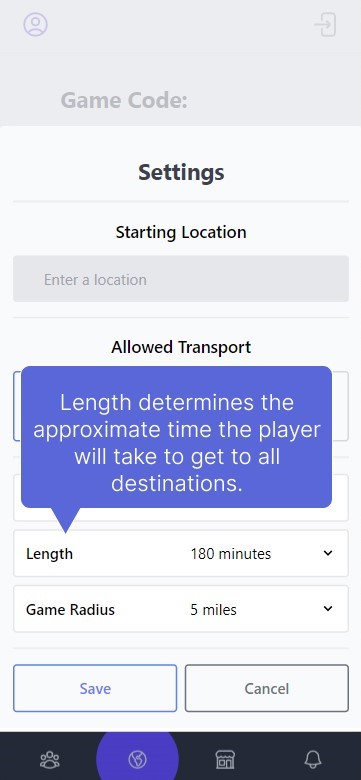 Game Code:
Settings
Starting Location
Enter a location
Allowed Transport
Length determines the
approximate time the player
will take to get to all
destinations.
Length 180 minutes
Game Radius 5 miles
Save Cancel